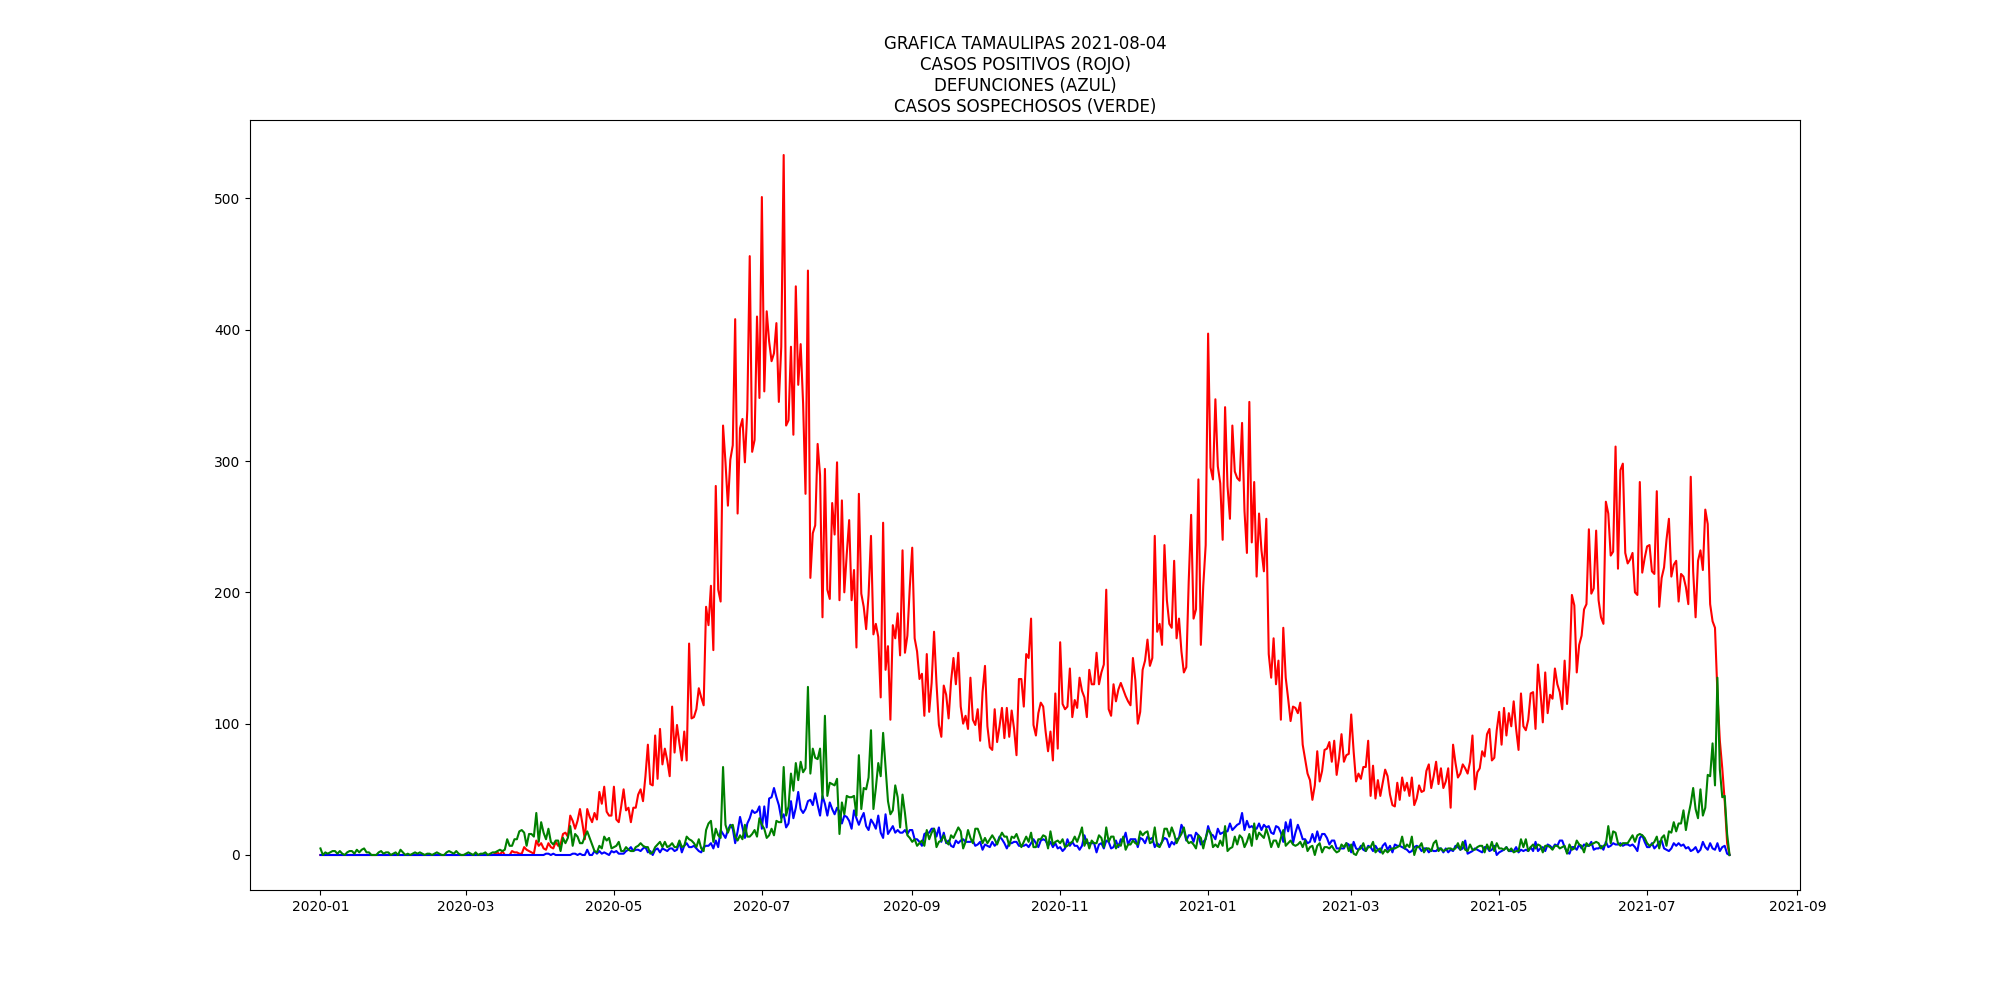 GRAFICA TAMAULIPAS 2021-08-04
CASOS POSITIVOS (ROJO)
DEFUNCIONES (AZUL)
CASOS SOSPECHOSOS (VERDE)
500
400
300
200
100
0
2020-01 2020-03 2020-05 2020-07 2020-09 2020-11 2021-01 2021-03 2021-05 2021-07 2021-09